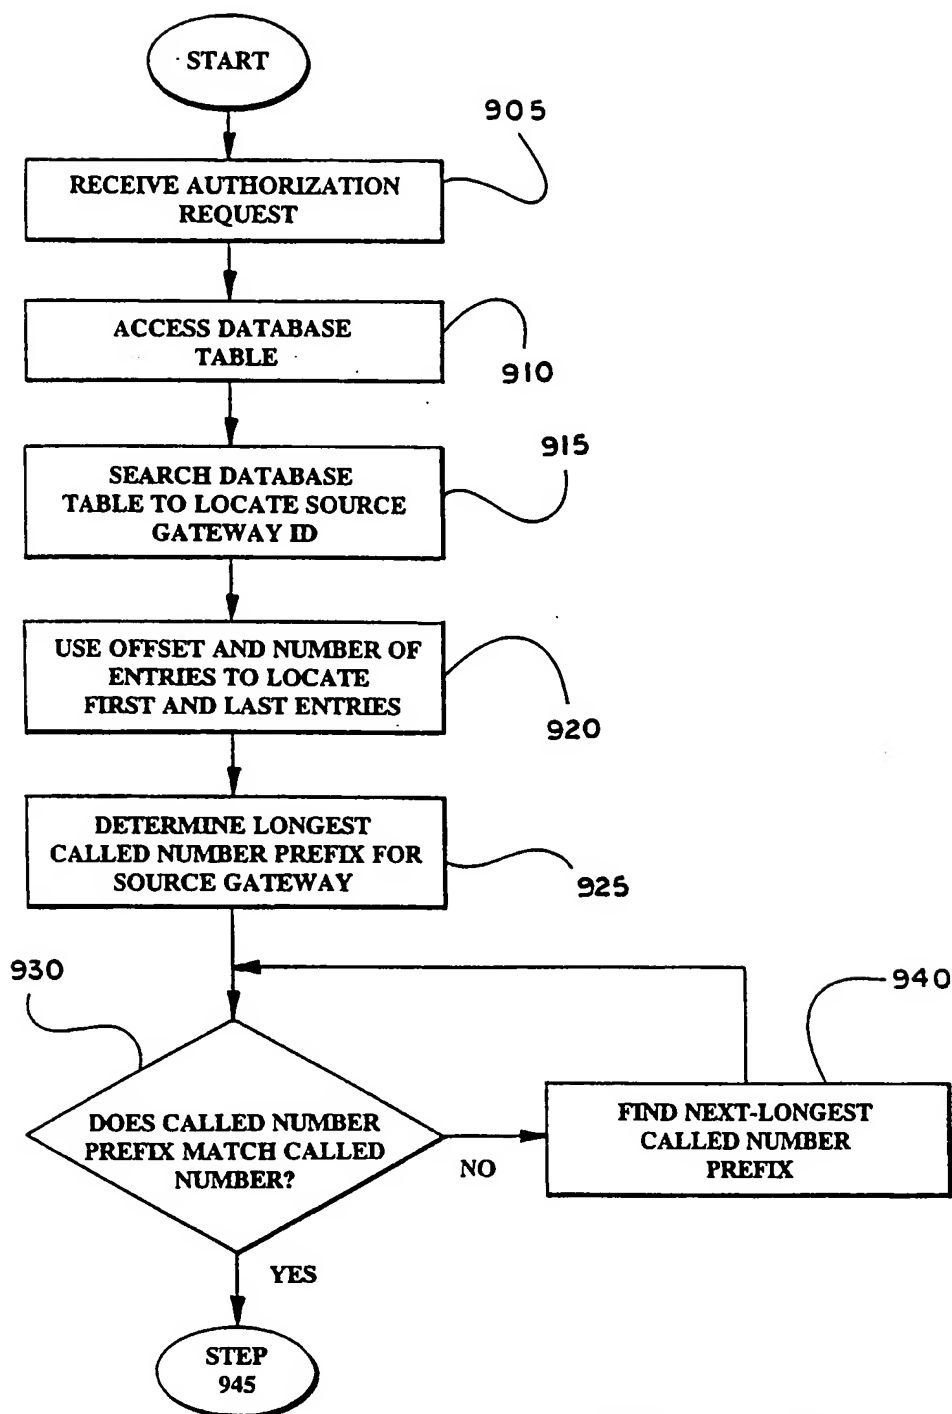 START
905
RECEIVE AUTHORIZATION
REQUEST
ACCESS DATABASE
TABLE
910
915
SEARCH DATABASE
TABLE TO LOCATE SOURCE
GATEWAY ID
USE OFFSET AND NUMBER OF
ENTRIES TO LOCATE
FIRST AND LAST ENTRIES
920
DETERMINE LONGEST
CALLED NUMBER PREFIX FOR
SOURCE GATEWAY
925
930
940
DOES CALLED NUMBER
PREFIX MATCH CALLED
NUMBER?
NO
FIND NEXT-LONGEST
CALLED NUMBER
PREFIX
YES
STEP
945